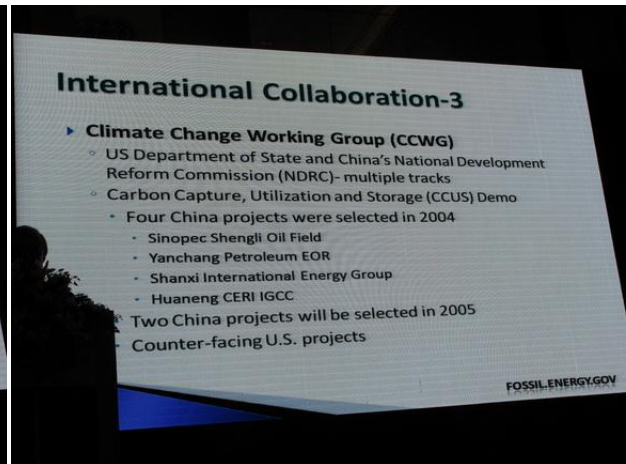 International Collaboration-3
Climate Change Working Group (CCWG)
US Department of State and China's National Development
Reform Commission (NDRC)- multiple tracks
Carbon Capture, Utilization and Storage (CCUS) Demo
Four China projects were selected in 2004
Sinopec Shengli Oil Field
Yanchang Petroleum EOR
Shanxi International Energy Group
Huaneng CERI IGCC
Two China projects will be selected in 2005
Counter-facing U.S. projects
FOSSIL.ENERGY.GOV